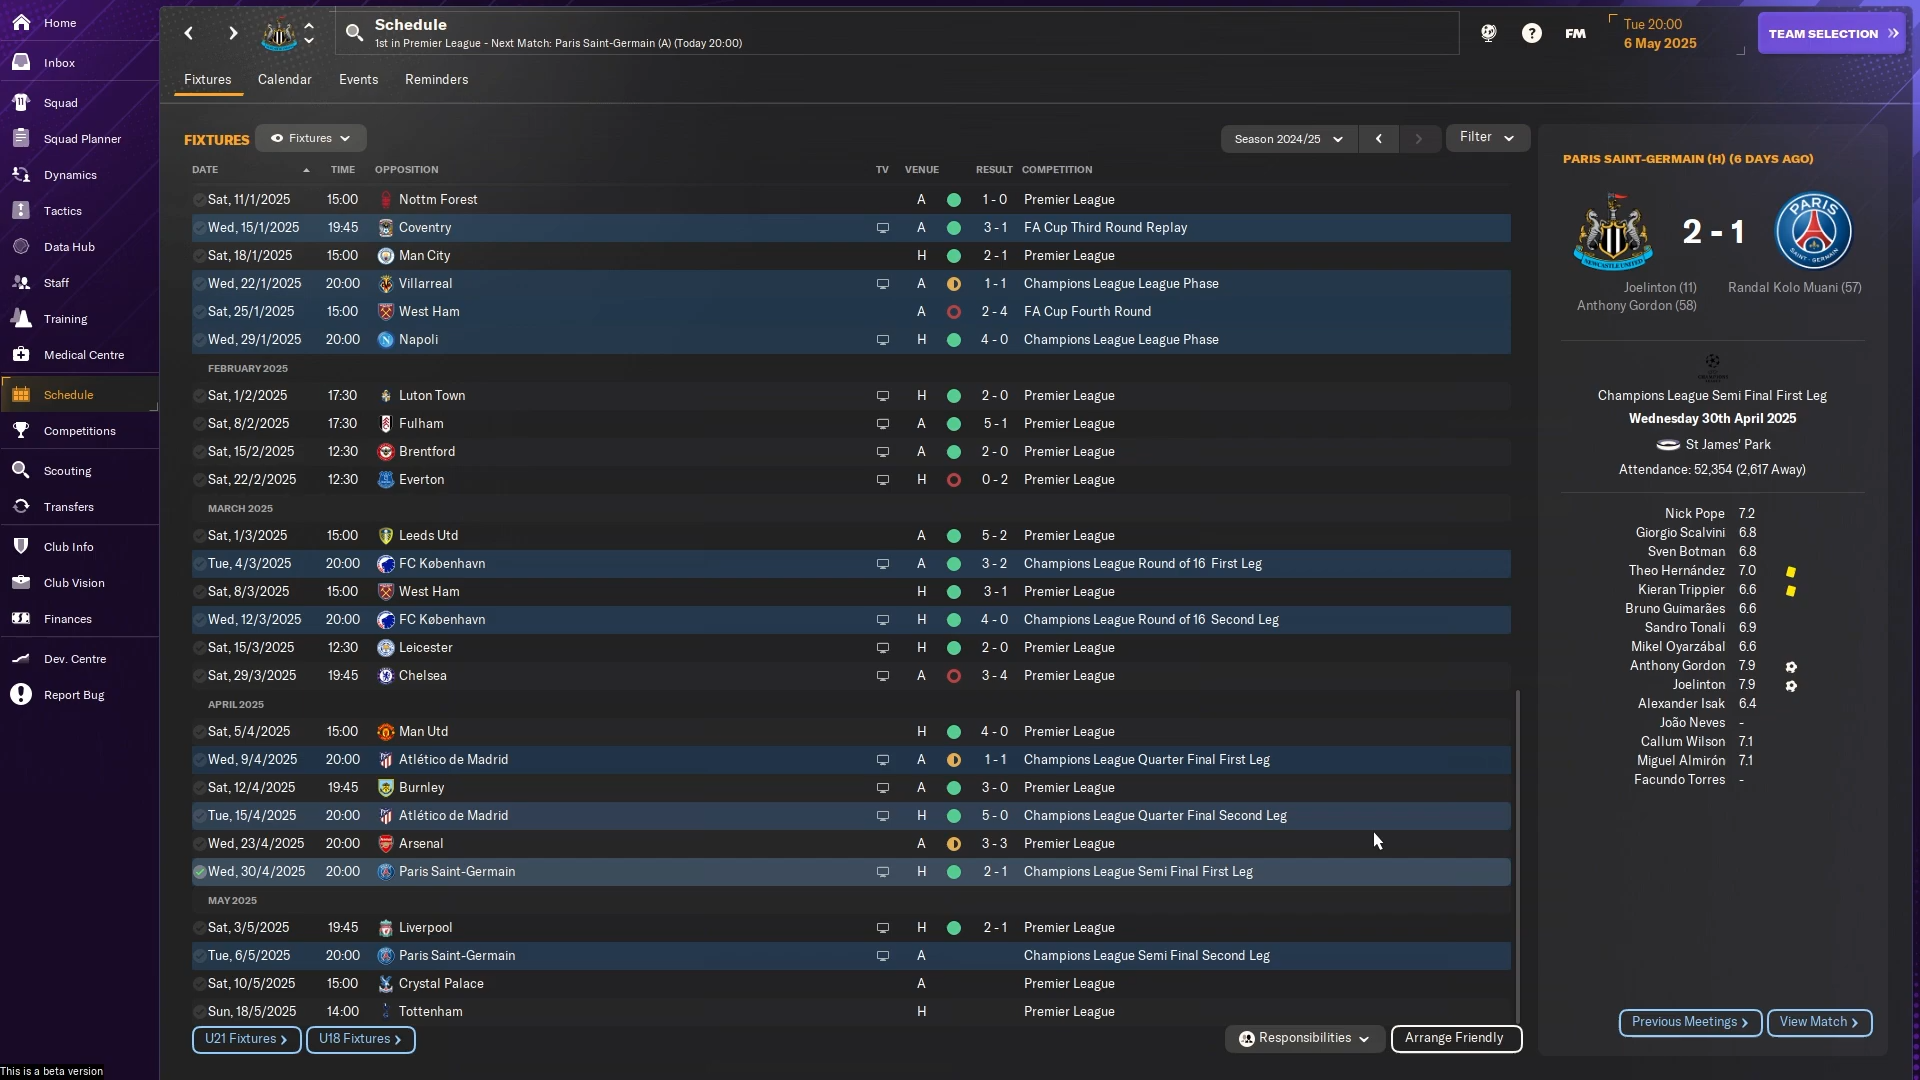 Home
Inbox
Squad
Squad Planner
Dynamics
Tactics
Data Hub
Staff
Training
Medical Centre
Schedule
Competitions
Scouting
Transfers
Club Info
Club Vision
Finances
Dev. Centre
Report Bug
This is a beta version
Schedule
1st in Premier League - Next Match: Paris Saint-Germain (A) (Today 20:00)
FM
Tue 20:00
6 May 2025
TEAM SELECTION
Fixtures Calendar Events Reminders
FIXTURES Fixtures Season 2024/25 Filter
DATE TIME OPPOSITION TV VENUE RESULT COMPETITION
Sat, 11/1/2025 15:00 Nottm Forest A 1 - 0 Premier League
Wed, 15/1/2025 19:45 Coventry A 3 - 1 FA Cup Third Round Replay
Sat, 18/1/2025 15:00 Man City H 2 - 1 Premier League
Wed, 22/1/2025 20:00 Villarreal A 1 - 1 Champions League League Phase
Sat, 25/1/2025 15:00 West Ham A 2 - 4 FA Cup Fourth Round
Wed, 29/1/2025 20:00 Napoli H 4 - 0 Champions League League Phase
FEBRUARY 2025
Sat, 1/2/2025 17:30 Luton Town H 2 - 0 Premier League
Sat, 8/2/2025 17:30 Fulham A 5 - 1 Premier League
Sat, 15/2/2025 12:30 Brentford A 2 - 0 Premier League
Sat, 22/2/2025 12:30 Everton H 0 - 2 Premier League
MARCH 2025
Sat, 1/3/2025 15:00 Leeds Utd A 5 - 2 Premier League
Tue, 4/3/2025 20:00 FC København A 3 - 2 Champions League Round of 16 First Leg
Sat, 8/3/2025 15:00 West Ham H 3 - 1 Premier League
Wed, 12/3/2025 20:00 FC København H 4 - 0 Champions League Round of 16 Second Leg
Sat, 15/3/2025 12:30 Leicester H 2 - 0 Premier League
Sat, 29/3/2025 19:45 Chelsea A 3 - 4 Premier League
APRIL 2025
Sat, 5/4/2025 15:00 Man Utd H 4 - 0 Premier League
Wed, 9/4/2025 20:00 Atlético de Madrid A 1 - 1 Champions League Quarter Final First Leg
Sat, 12/4/2025 19:45 Burnley A 3 - 0 Premier League
Tue, 15/4/2025 20:00 Atlético de Madrid H 5 - 0 Champions League Quarter Final Second Leg
Wed, 23/4/2025 20:00 Arsenal A 3 - 3 Premier League
Wed, 30/4/2025 20:00 Paris Saint-Germain H 2 - 1 Champions League Semi Final First Leg
MAY 2025
Sat, 3/5/2025 19:45 Liverpool H 2 - 1 Premier League
Tue, 6/5/2025 20:00 Paris Saint-Germain A Champions League Semi Final Second Leg
Sat, 10/5/2025 15:00 Crystal Palace A Premier League
Sun, 18/5/2025 14:00 Tottenham H Premier League
U21 Fixtures U18 Fixtures Responsibilities Arrange Friendly
PARIS SAINT-GERMAIN (H) (6 DAYS AGO)
NEWCASTLE UNITED
2 - 1
PARIS
SAINT-GERMAIN
Joelinton (11) Randal Kolo Muani (57)
Anthony Gordon (58)
Champions League Semi Final First Leg
Wednesday 30th April 2025
St James' Park
Attendance: 52,354 (2,617 Away)
Nick Pope 7.2
Giorgio Scalvini 6.8
Sven Botman 6.8
Theo Hernández 7.0
Kieran Trippier 6.6
Bruno Guimarães 6.6
Sandro Tonali 6.9
Mikel Oyarzábal 6.6
Anthony Gordon 7.9
Joelinton 7.9
Alexander Isak 6.4
João Neves -
Callum Wilson 7.1
Miguel Almirón 7.1
Facundo Torres -
Previous Meetings View Match